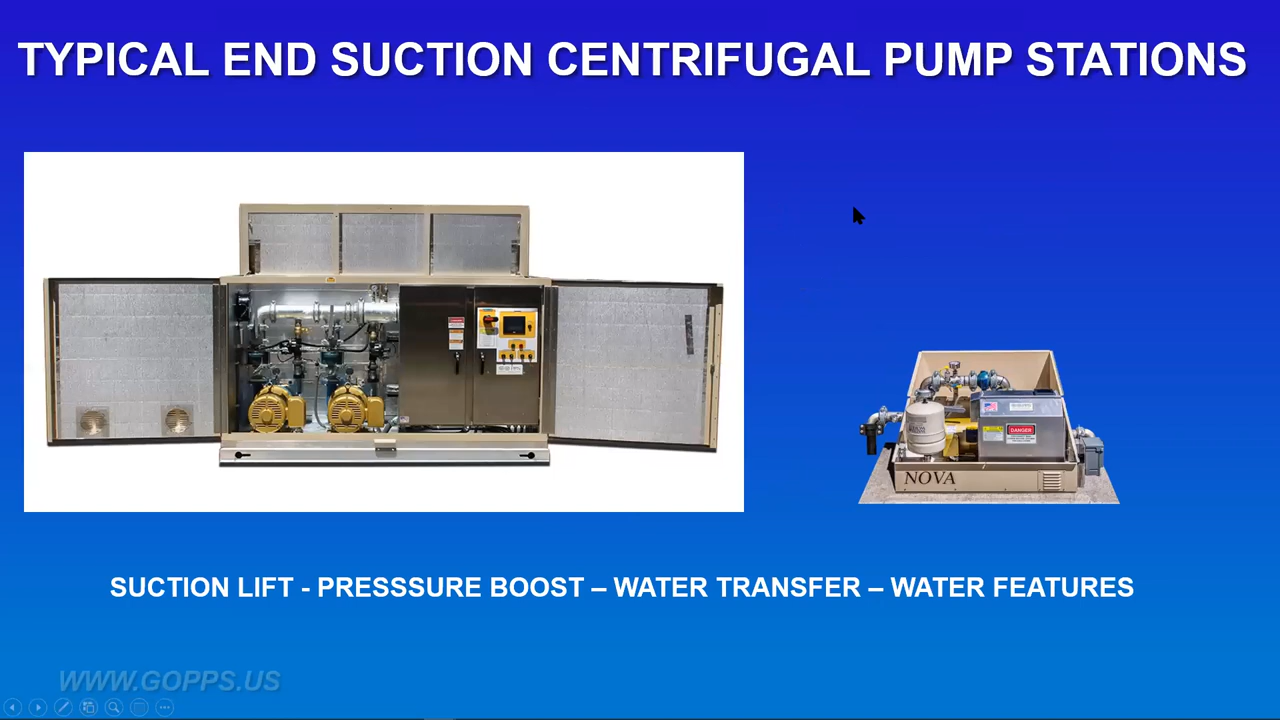 TYPICAL END SUCTION CENTRIFUGAL PUMP STATIONS
DANGER
NOVA
SUCTION LIFT - PRESSSURE BOOST – WATER TRANSFER – WATER FEATURES
WWW.GOPPS.US